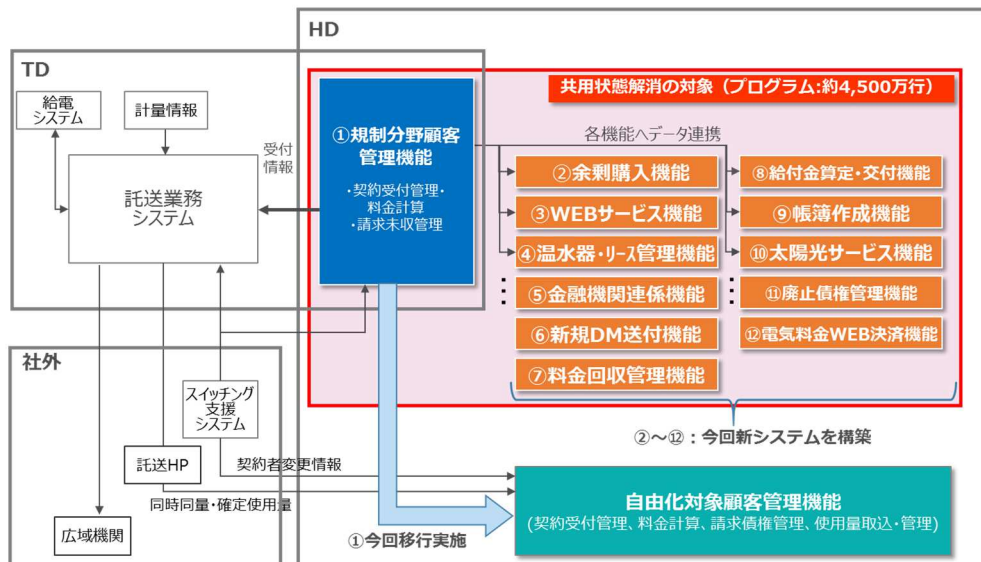 HD
TD
共用状態解消の対象（プログラム:約4,500万行）
給電
システム
計量情報
受付
情報
託送業務
システム
①規制分野顧客
管理機能
・契約受付管理・
料金計算
・請求未収管理
各機能へデータ連携
②余剰購入機能
③WEBサービス機能
④温水器・リース管理機能
⑤金融機関連係機能
⑥新規DM送付機能
⑦料金回収管理機能
⑧給付金算定・交付機能
⑨帳簿作成機能
⑩太陽光サービス機能
⑪廃止債権管理機能
⑫電気料金WEB決済機能
②～⑫：今回新システムを構築
社外
スイッチング
支援
システム
託送HP
契約者変更情報
同時同量・確定使用量
広域機関
①今回移行実施
自由化対象顧客管理機能
(契約受付管理、料金計算、請求債権管理、使用量取込・管理)